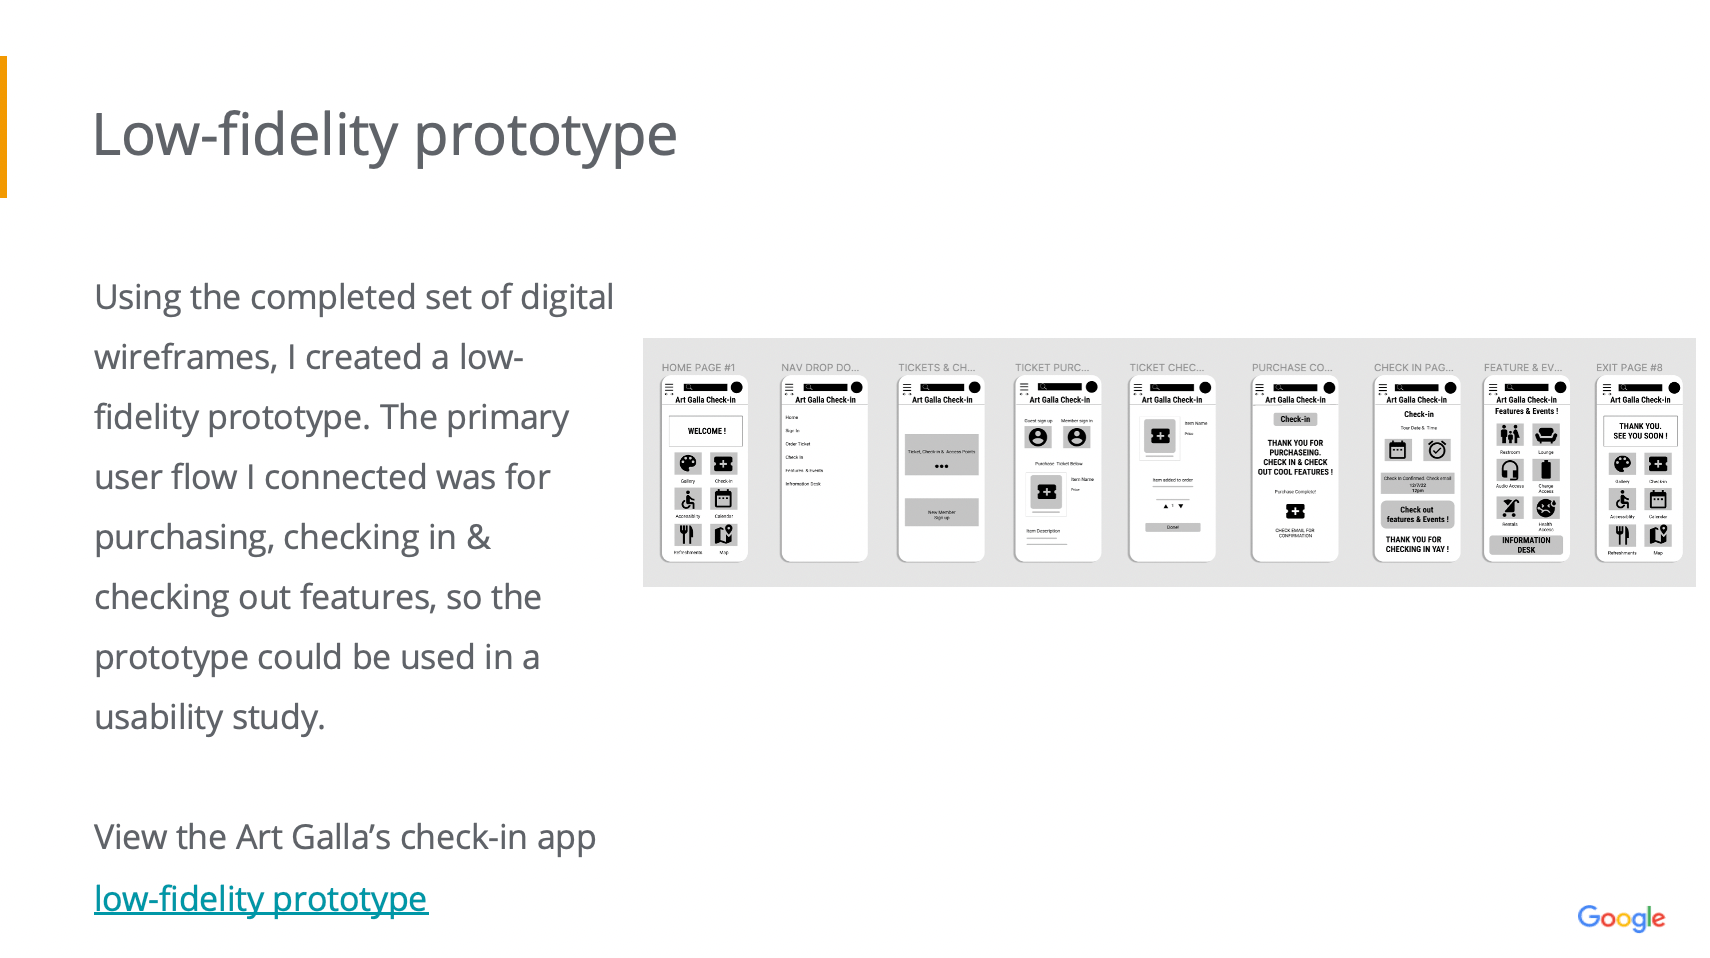 Low-fidelity prototype
Using the completed set of digital
wireframes, I created a low-
fidelity prototype. The primary
user flow I connected was for
purchasing, checking in &
checking out features, so the
prototype could be used in a
usability study.
View the Art Galla’s check-in app
low-fidelity prototype
HOME PAGE #1
Art Galla Check-in
WELCOME !
Gallery Check-in
Accessiblity Calendar
Refreshments Map
NAV DROP DO...
Art Galla Check-in
Home
Sign In
Order Ticket
Check In
Features & Events
Information Desk
TICKETS & CH...
Art Galla Check-in
Ticket, Check-in & Access Points
New Member
Sign up
TICKET PURC...
Art Galla Check-in
Guest sign up Member sign in
Purchase Ticket Below
Item Name
Price
Item Description
TICKET CHEC...
Art Galla Check-in
Item Name
Price
Item added to order
1
Done!
PURCHASE CO...
Art Galla Check-in
Check-in
THANK YOU FOR
PURCHASEING.
CHECK IN & CHECK
OUT COOL FEATURES !
Purchase Complete!
CHECK EMAIL FOR
CONFIRMATION
CHECK IN PAG...
Art Galla Check-in
Check-in
Tour Date & Time
Check in Confirmed. Check email
12/7/22
12pm
Check out
features & Events !
THANK YOU FOR
CHECKING IN YAY !
FEATURE & EV...
Art Galla Check-in
Features & Events !
Restroom Lounge
Audio Access Charge
Access
Rentals Health
Access
INFORMATION
DESK
EXIT PAGE #8
Art Galla Check-in
THANK YOU.
SEE YOU SOON !
Gallery Check-in
Accessiblity Calendar
Refreshments Map
Google